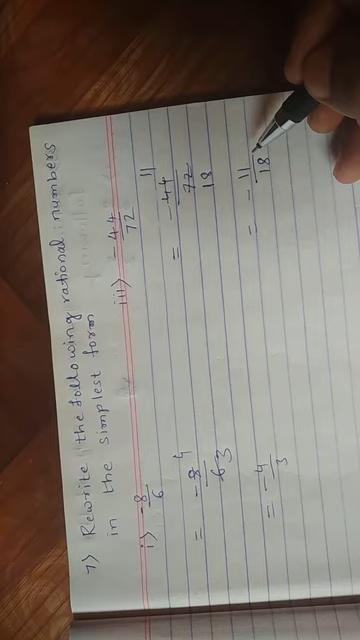 7) Rewrite the following rational numbers
in the simplest form
i) -8/6
= -8/6 4 3
= -4/3
iii) -44/72
= -44/72 11 18
= -11/18